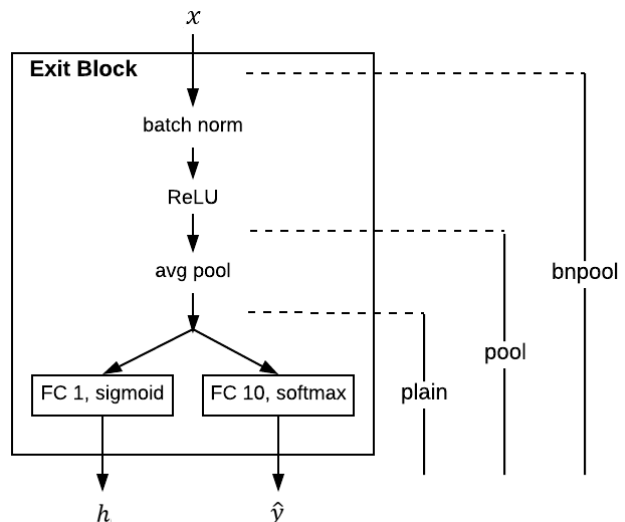 x
Exit Block
batch norm
ReLU
avg pool
bnpool
pool
plain
FC 1, sigmoid
FC 10, softmax
h
ŷ